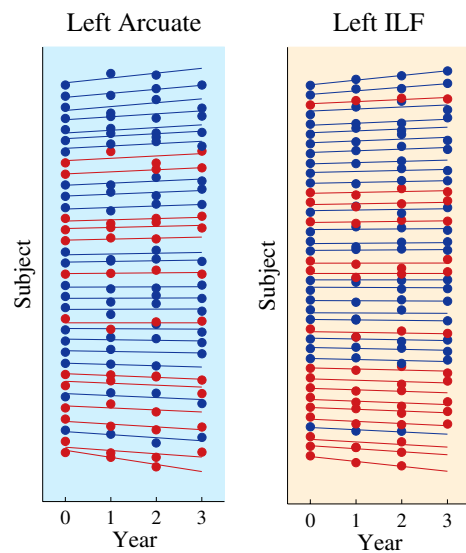 Left Arcuate
Left ILF
Subject
Subject
0 1 2 3
0 1 2 3
Year
Year